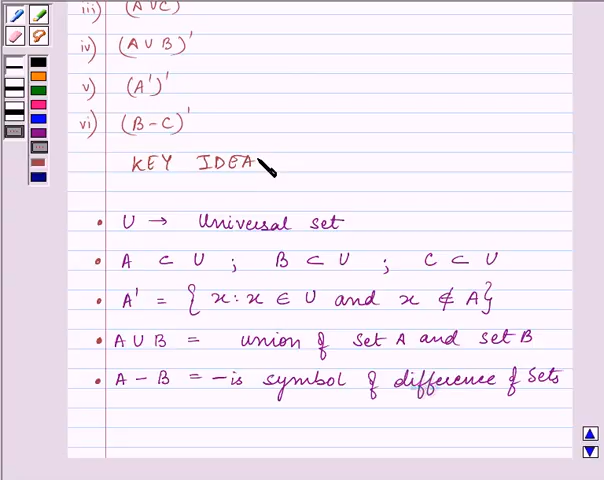 iii) (A ∪ C)'
iv) (A ∪ B)'
v) (A')'
vi) (B - C)'
KEY IDEA
• U → Universal set
• A ⊂ U ; B ⊂ U ; C ⊂ U
• A' = { x : x ∈ U and x ∉ A}
• A ∪ B = union of set A and set B
• A - B = - is symbol of difference of sets